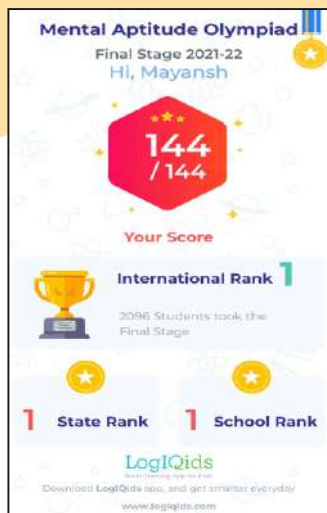 Mental Aptitude Olympiad
Final Stage 2021-22
Hi, Mayansh
144
/ 144
Your Score
International Rank 1
2096 Students took the
Final Stage
1 State Rank
1 School Rank
LogIQids
Download LogIQids app, and get smarter everyday
www.logiqids.com